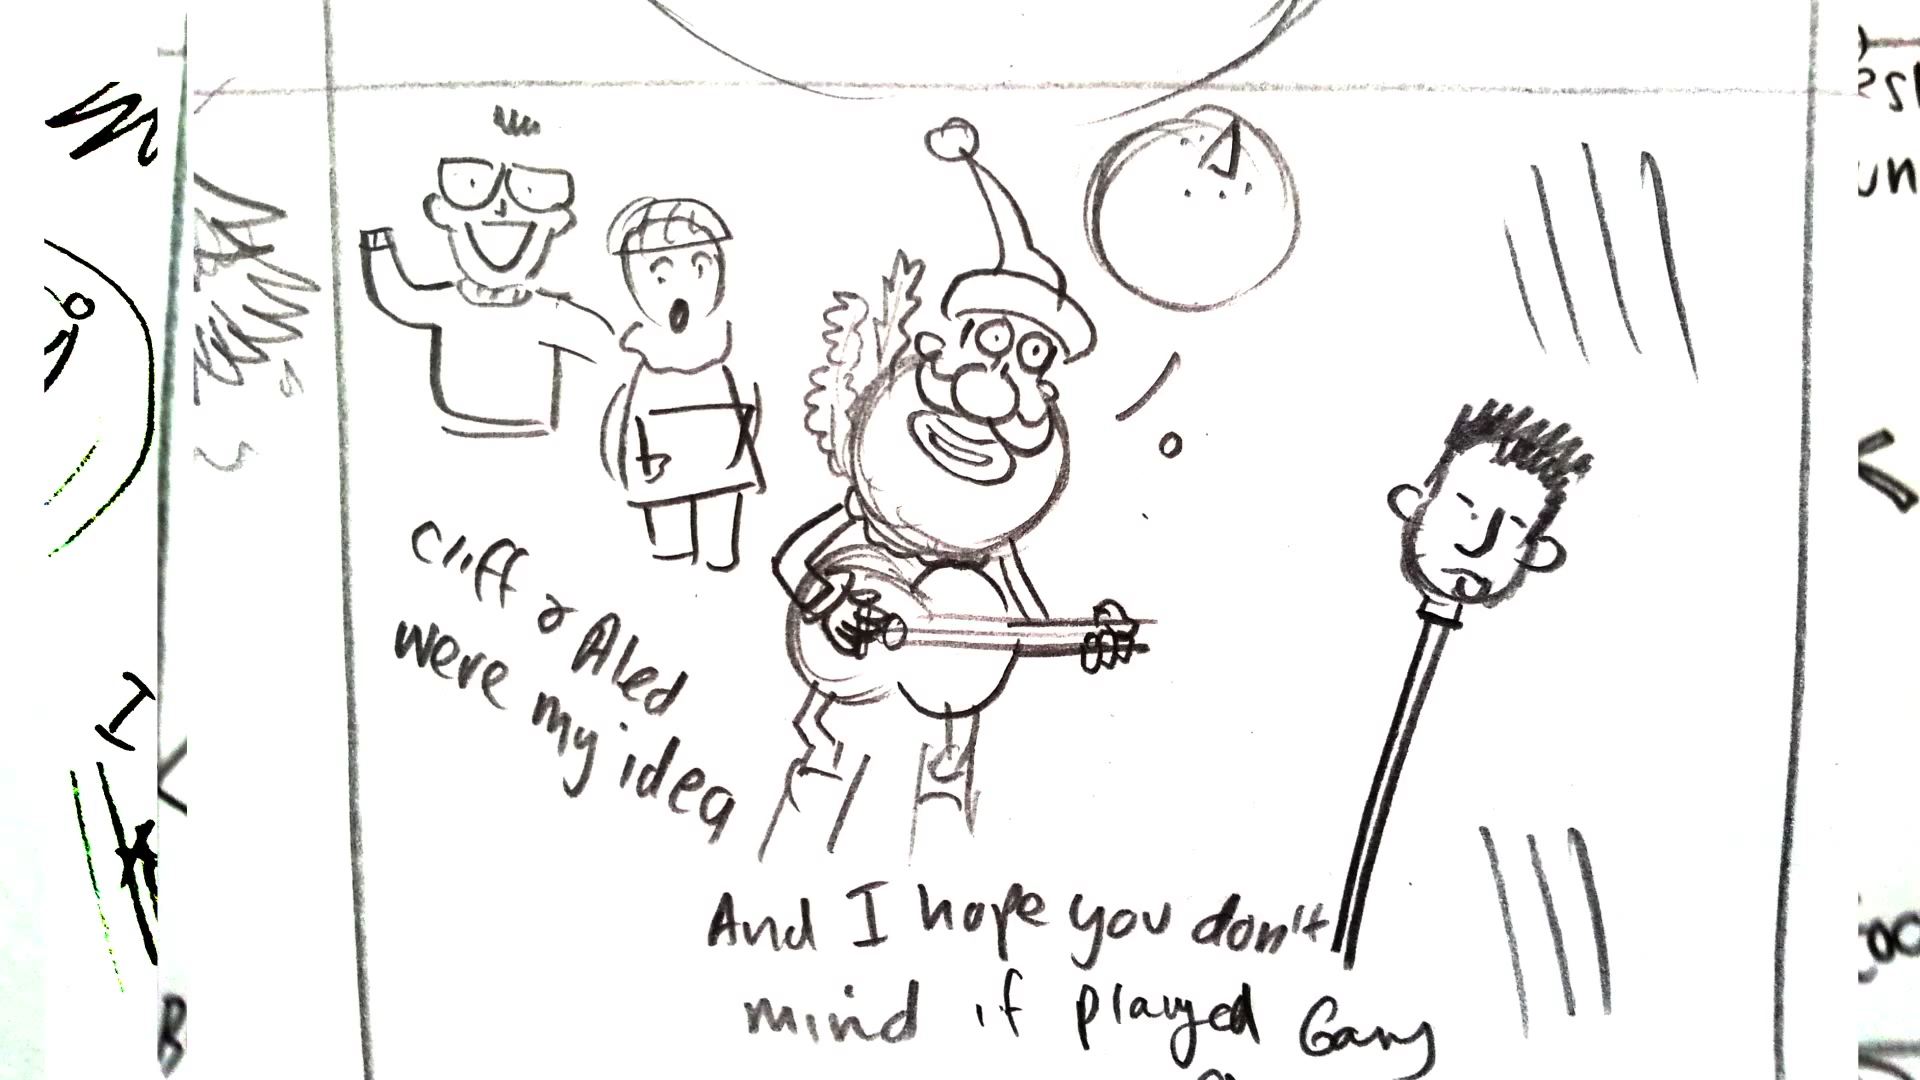 Cliff & Aled
were my idea
And I hope you don't
mind if played Gary